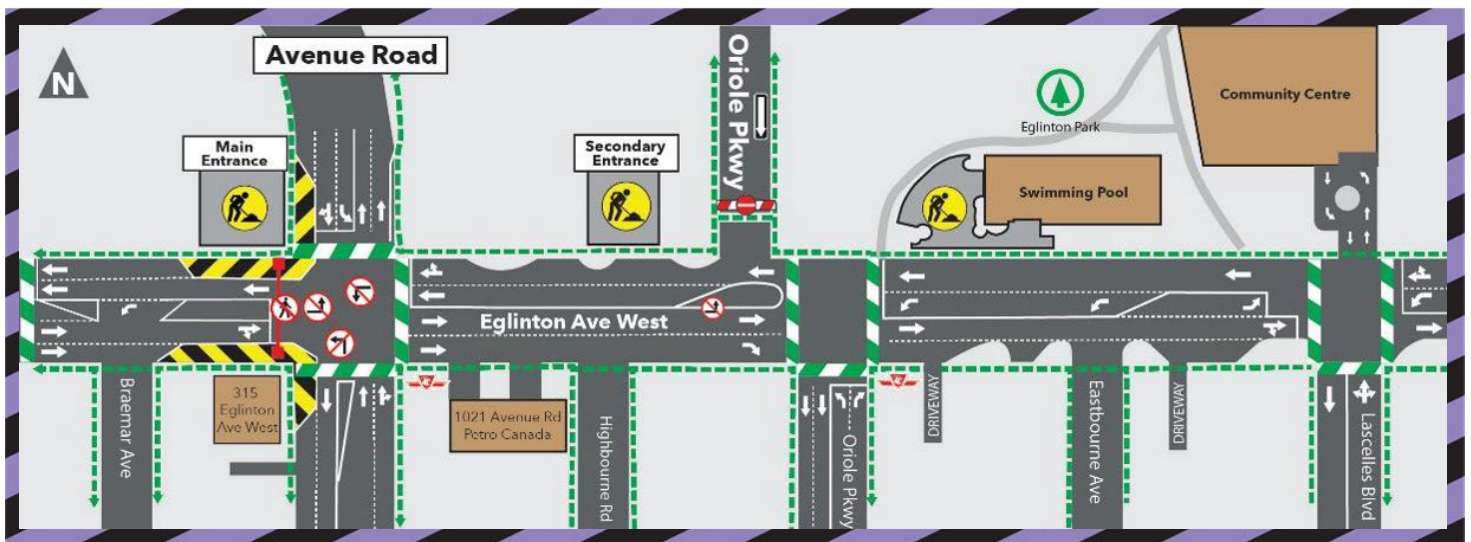 N
Avenue Road
Oriole Pkwy
Main
Entrance
Secondary
Entrance
Eglinton Park
Community Centre
Swimming Pool
Eglinton Ave West
Braemar Ave
315
Eglinton
Ave West
1021 Avenue Rd
Petro Canada
Highbourne Rd
Oriole Pkwy
DRIVEWAY
Eastbourne Ave
DRIVEWAY
Lascelles Blvd